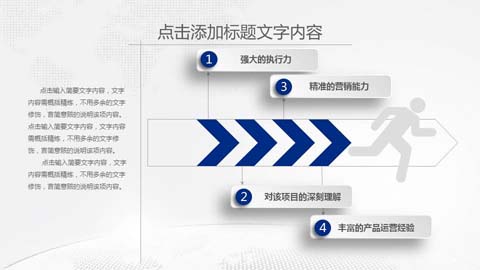 点击添加标题文字内容
1 强大的执行力
3 精准的营销能力
点击输入简要文字内容，文字
内容需概括精炼，不用多余的文字
修饰，言简意赅的说明该项内容。
点击输入简要文字内容，文字内容
需概括精炼，不用多余的文字修
饰，言简意赅的说明该项内容。
点击输入简要文字内容，文字
内容需概括精炼，不用多余的文字
修饰，言简意赅的说明该项内容。
2 对该项目的深刻理解
4 丰富的产品运营经验